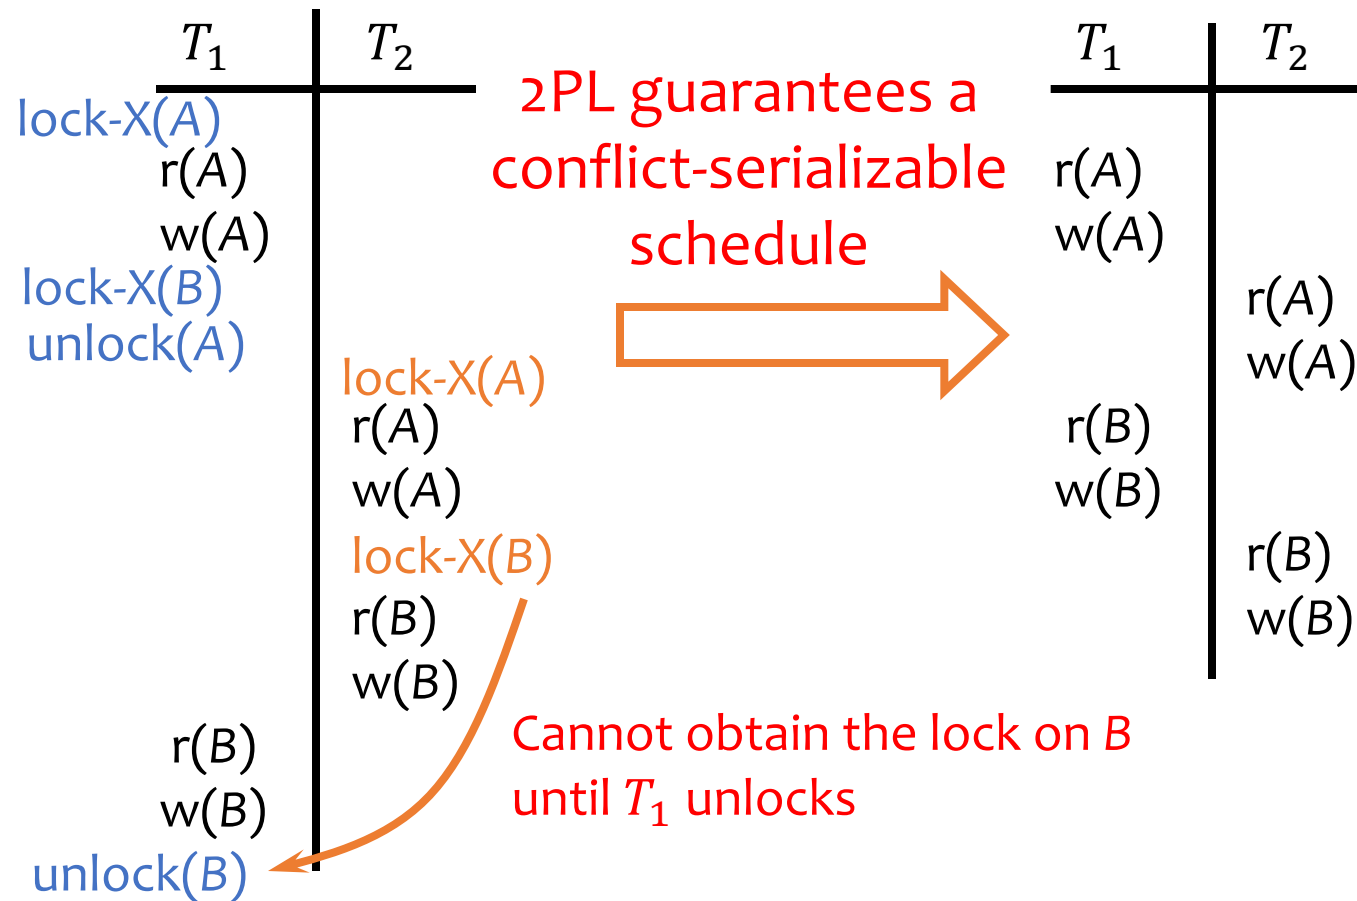 T₁ T₂
lock-X(A)
r(A)
w(A)
lock-X(B)
unlock(A)
lock-X(A)
r(A)
w(A)
lock-X(B)
r(B)
w(B)
r(B)
w(B)
unlock(B)
2PL guarantees a
conflict-serializable
schedule
Cannot obtain the lock on B
until T₁ unlocks
T₁ T₂
r(A)
w(A)
r(A)
w(A)
r(B)
w(B)
r(B)
w(B)